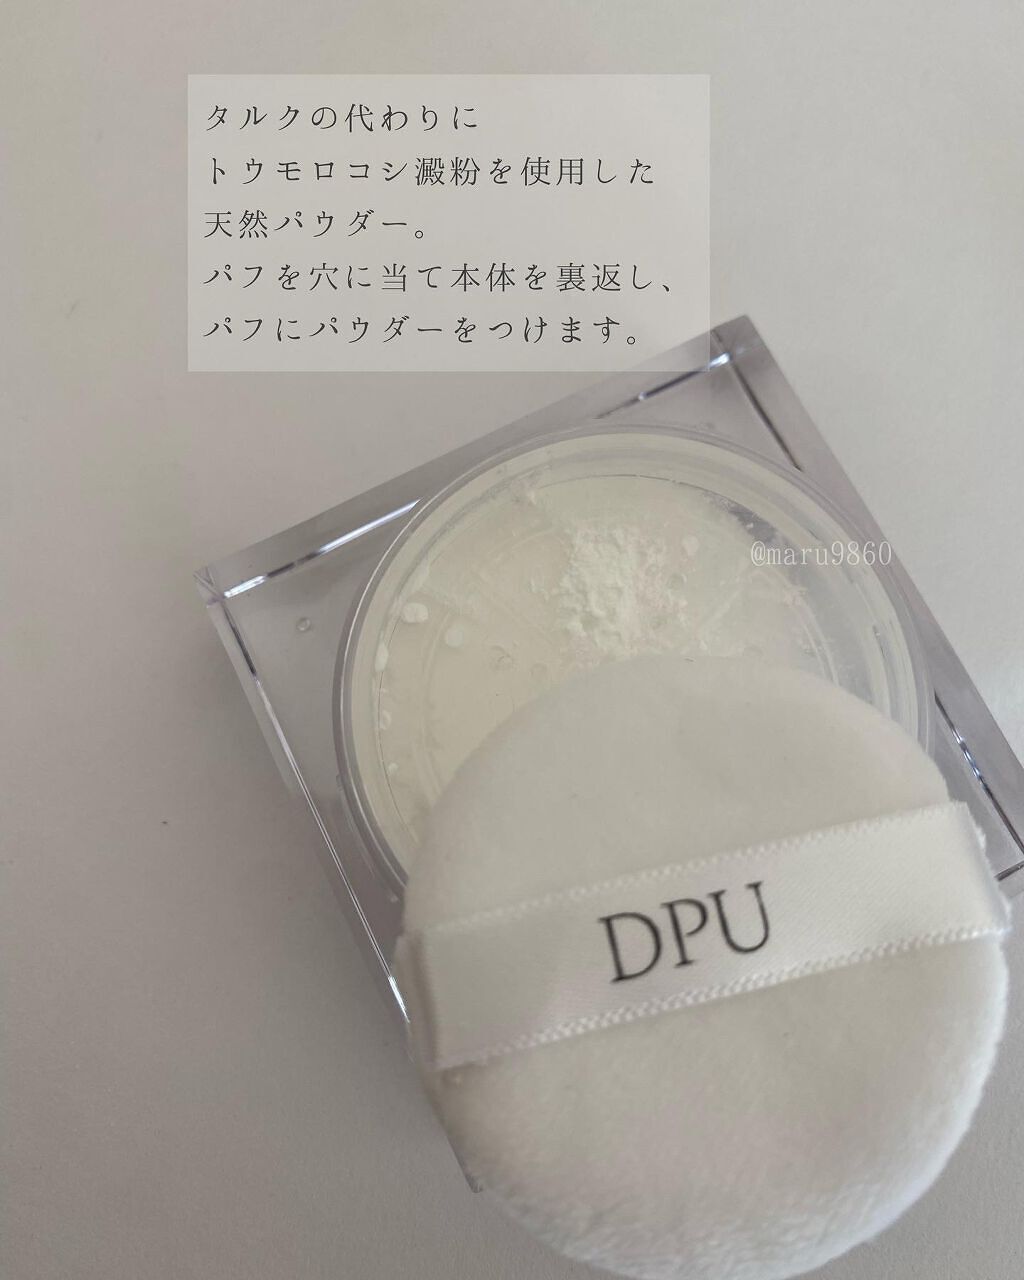 タルクの代わりに
トウモロコシ澱粉を使用した
天然パウダー。
パフを穴に当て本体を裏返し、
パフにパウダーをつけます。
@maru9860
DPU